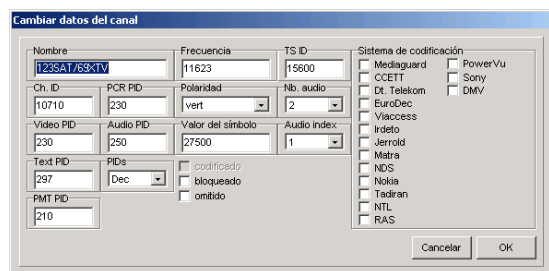 Cambiar datos del canal
Nombre Frecuencia TS ID Sistema de codificación
123SAT/69XTV 11623 15600
Ch. ID PCR PID Polaridad Nb. audio
10710 230 vert 2
Video PID Audio PID Valor del símbolo Audio index
230 250 27500 1
Text PID PIDs
297 Dec
codificado
bloqueado
omitido
PMT PID
210
Mediaguard PowerVu
CCETT Sony
Dt. Telekom DMV
EuroDec
Viaccess
Irdeto
Jerrold
Matra
NDS
Nokia
Tadiran
NTL
RAS
Cancelar OK